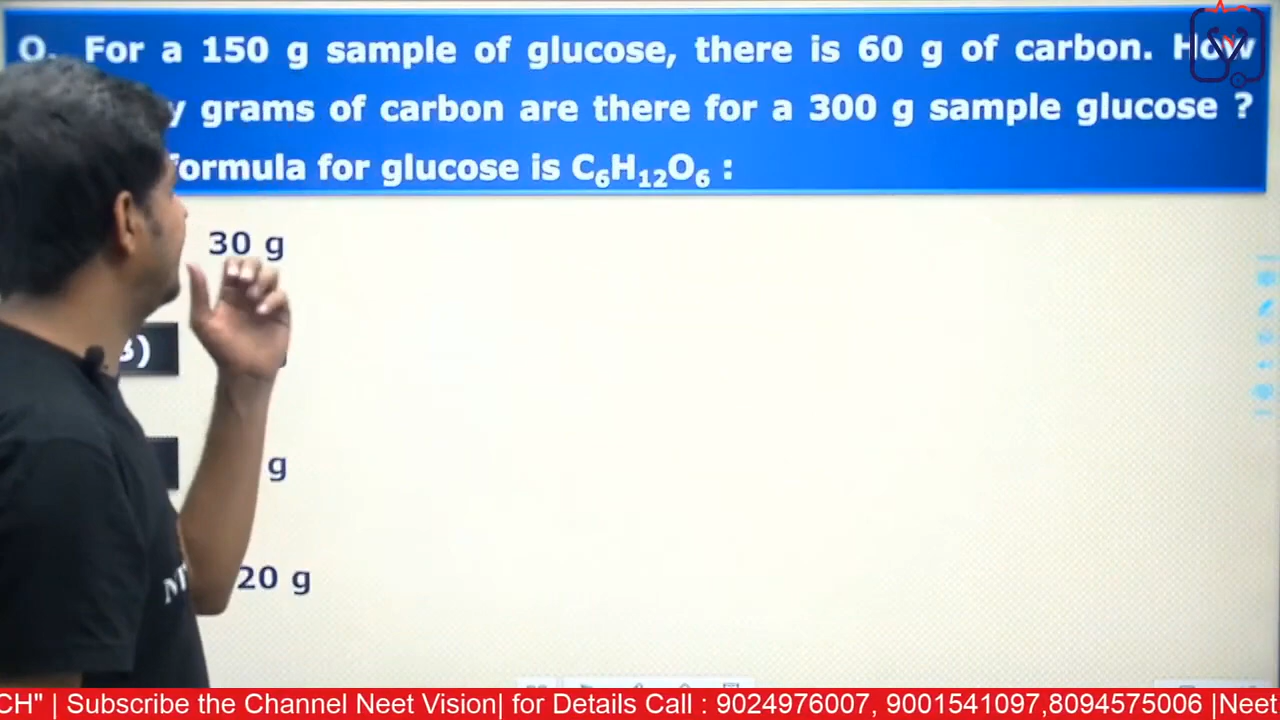 Q. For a 150 g sample of glucose, there is 60 g of carbon. How
grams of carbon are there for a 300 g sample glucose ?
formula for glucose is C₆H₁₂O₆ :
30 g
g
20 g
CH" | Subscribe the Channel Neet Vision| for Details Call : 9024976007, 9001541097,8094575006 |Neet